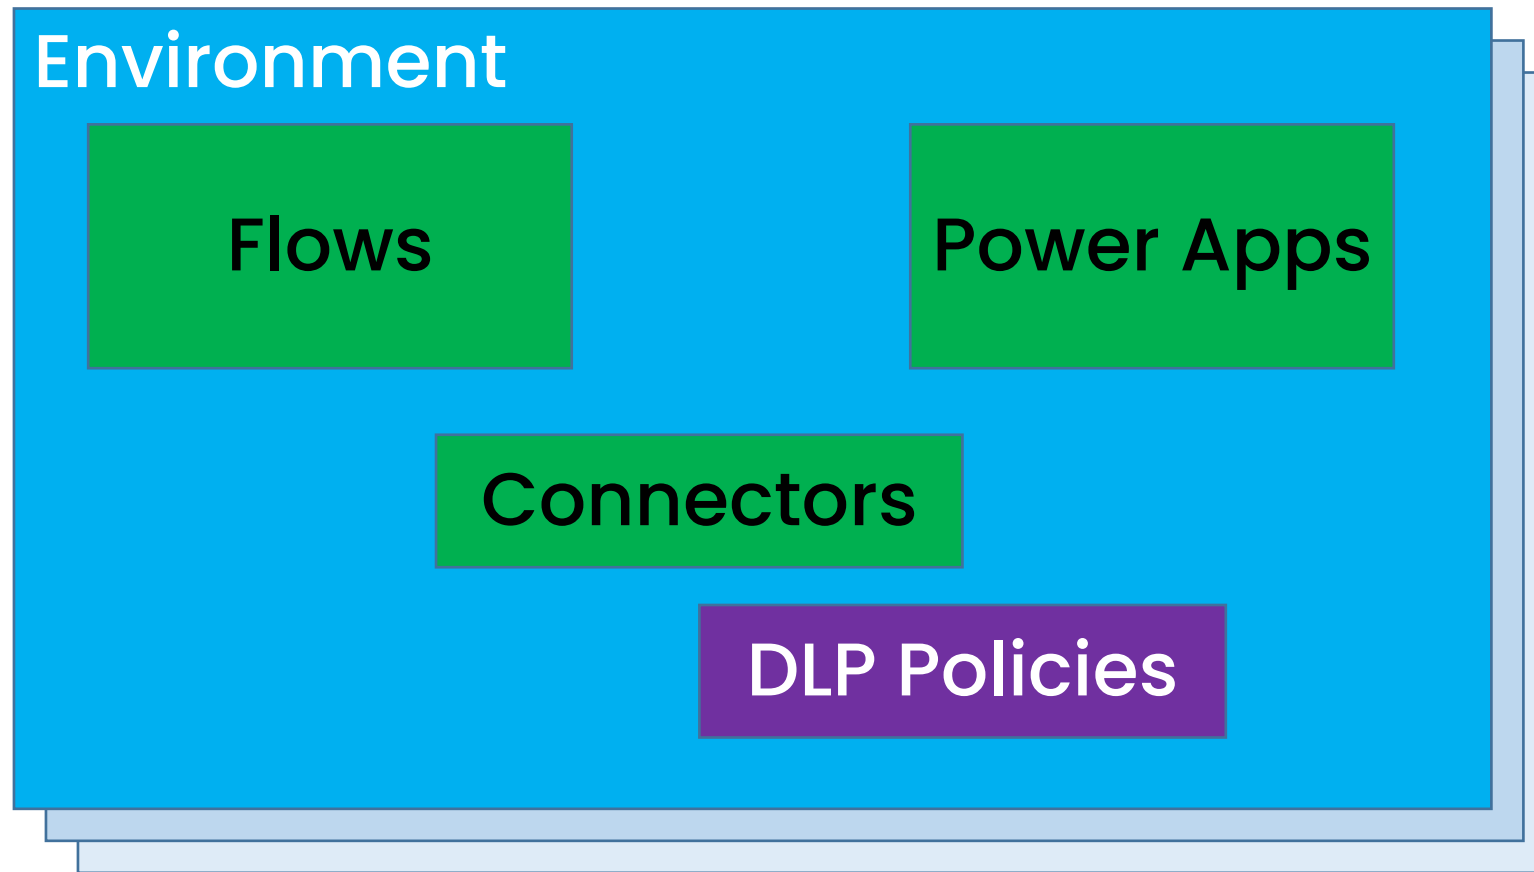 Environment
Flows
Power Apps
Connectors
DLP Policies